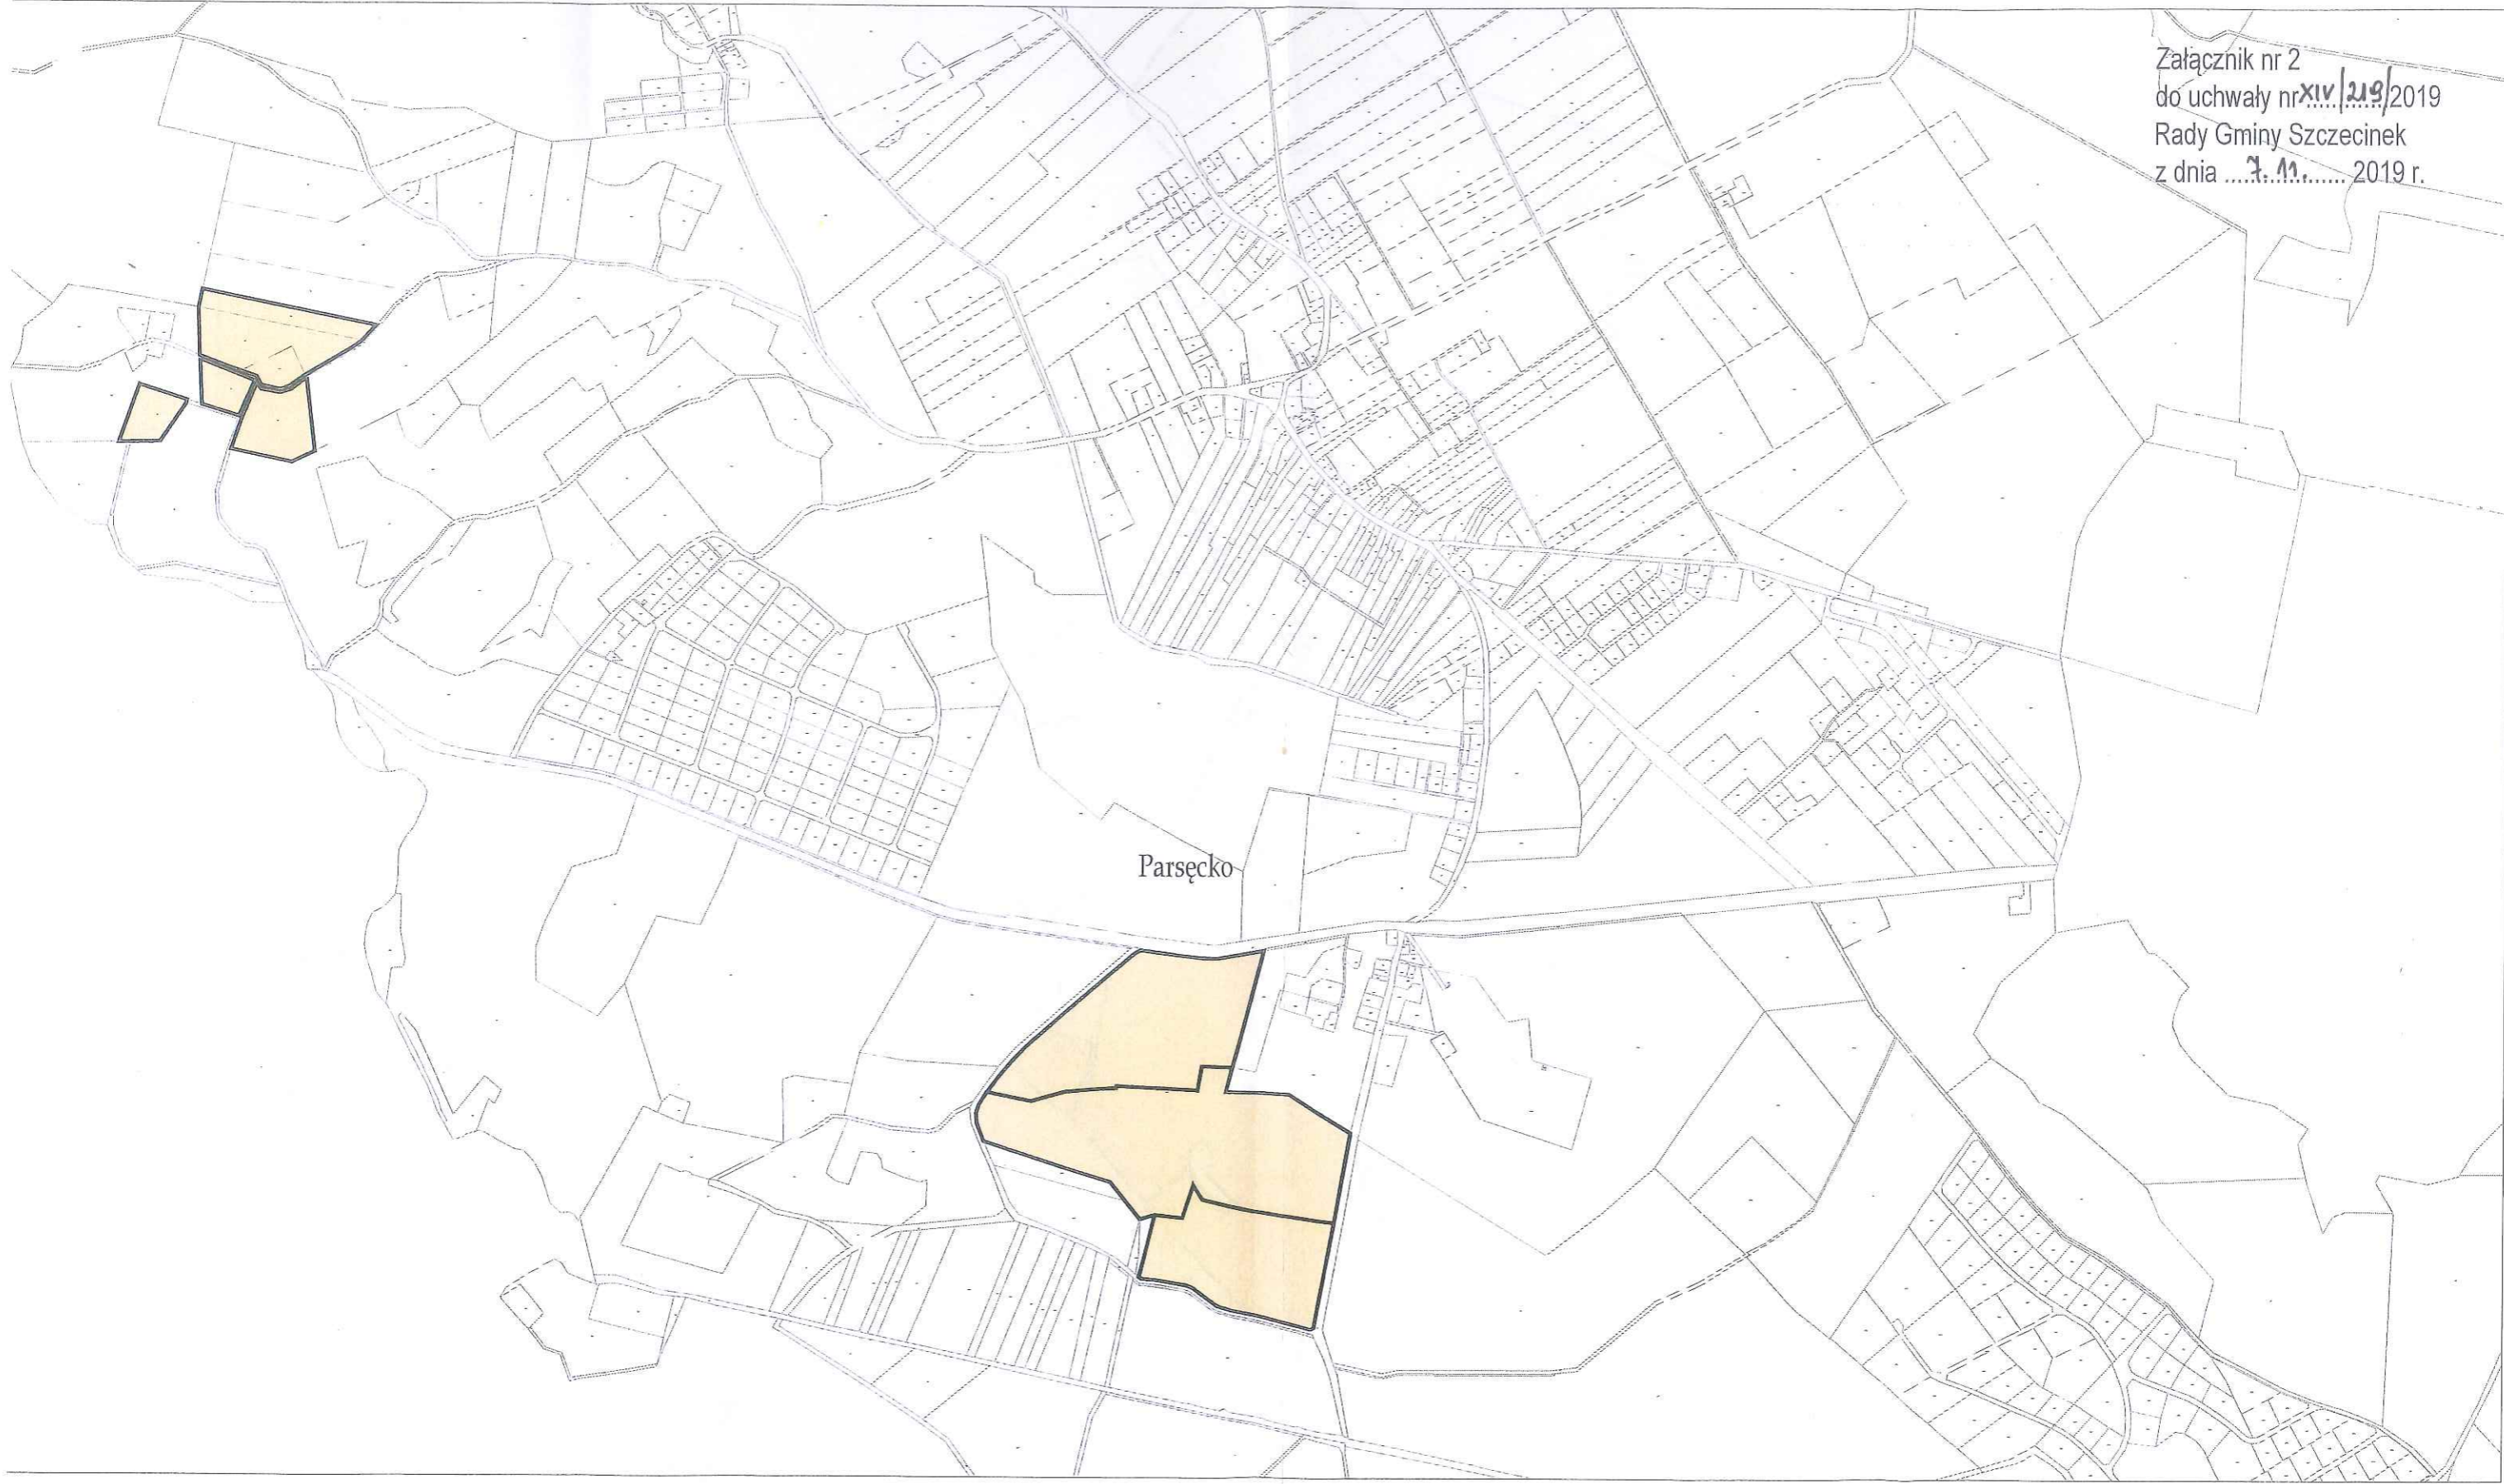 Załącznik nr 2
do uchwały nr XIV/219/2019
Rady Gminy Szczecinek
z dnia ....7.11........ 2019 r.
Parsęcko